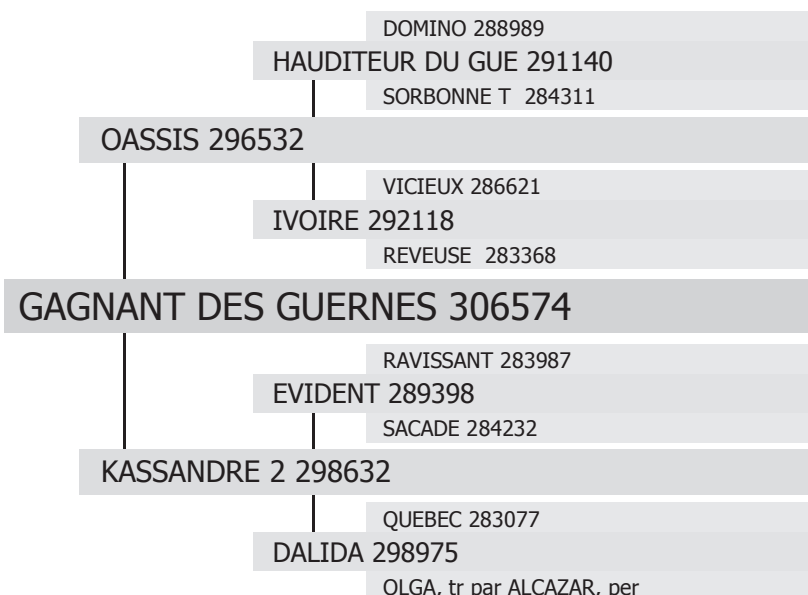 DOMINO 288989
HAUDITEUR DU GUE 291140
SORBONNE T 284311
OASSIS 296532
VICIEUX 286621
IVOIRE 292118
REVEUSE 283368
GAGNANT DES GUERNES 306574
RAVISSANT 283987
EVIDENT 289398
SACADE 284232
KASSANDRE 2 298632
QUEBEC 283077
DALIDA 298975
OLGA, tr par ALCAZAR, per